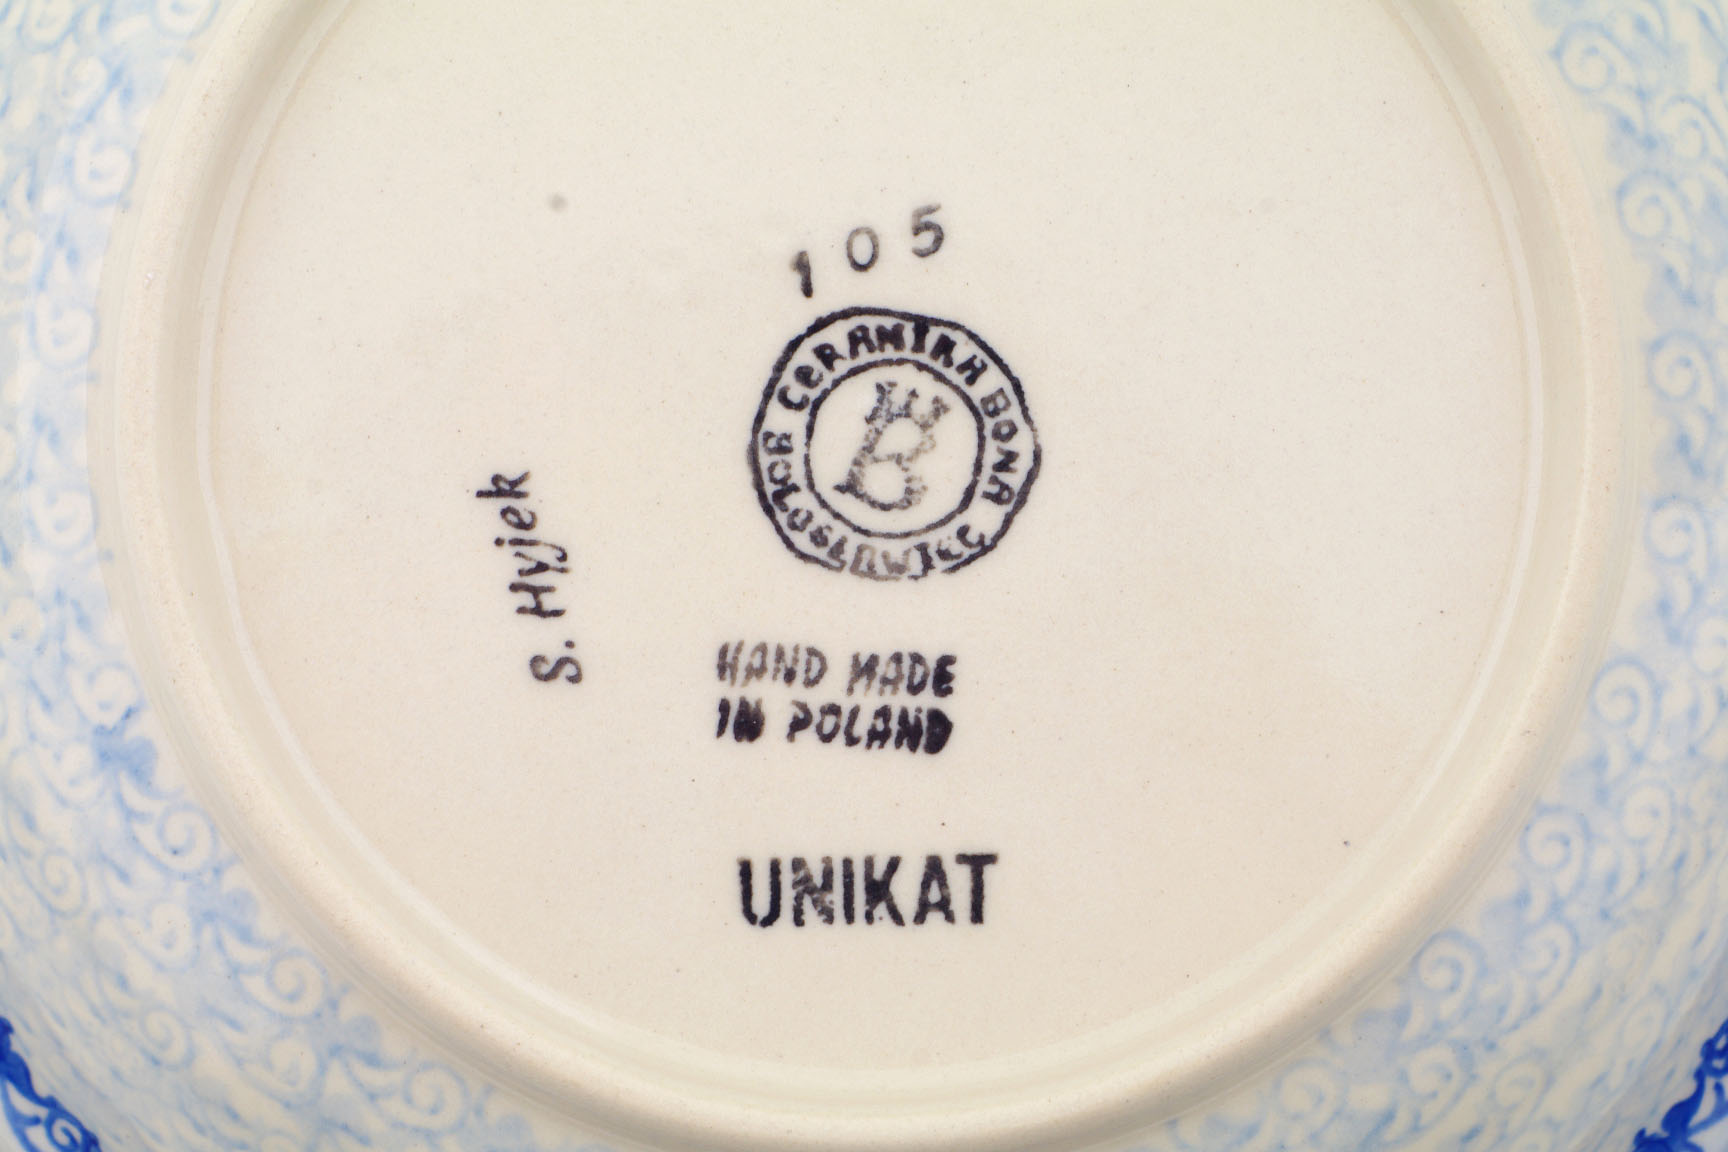 105
CeRAMIKA BONA
BOLESŁAWIEC
B
S. Hyjek
HAND MADE
IN POLAND
UNIKAT